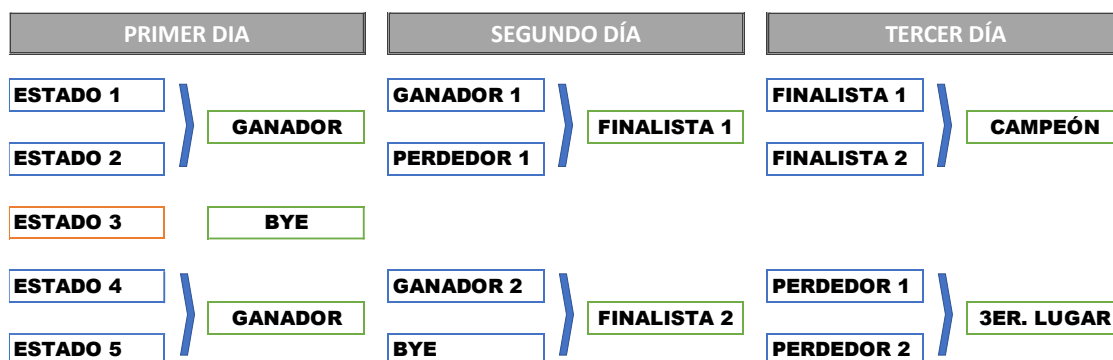 PRIMER DIA SEGUNDO DÍA TERCER DÍA
ESTADO 1 GANADOR 1 FINALISTA 1
GANADOR FINALISTA 1 CAMPEÓN
ESTADO 2 PERDEDOR 1 FINALISTA 2
ESTADO 3 BYE
ESTADO 4 GANADOR 2 PERDEDOR 1
GANADOR FINALISTA 2 3ER. LUGAR
ESTADO 5 BYE PERDEDOR 2